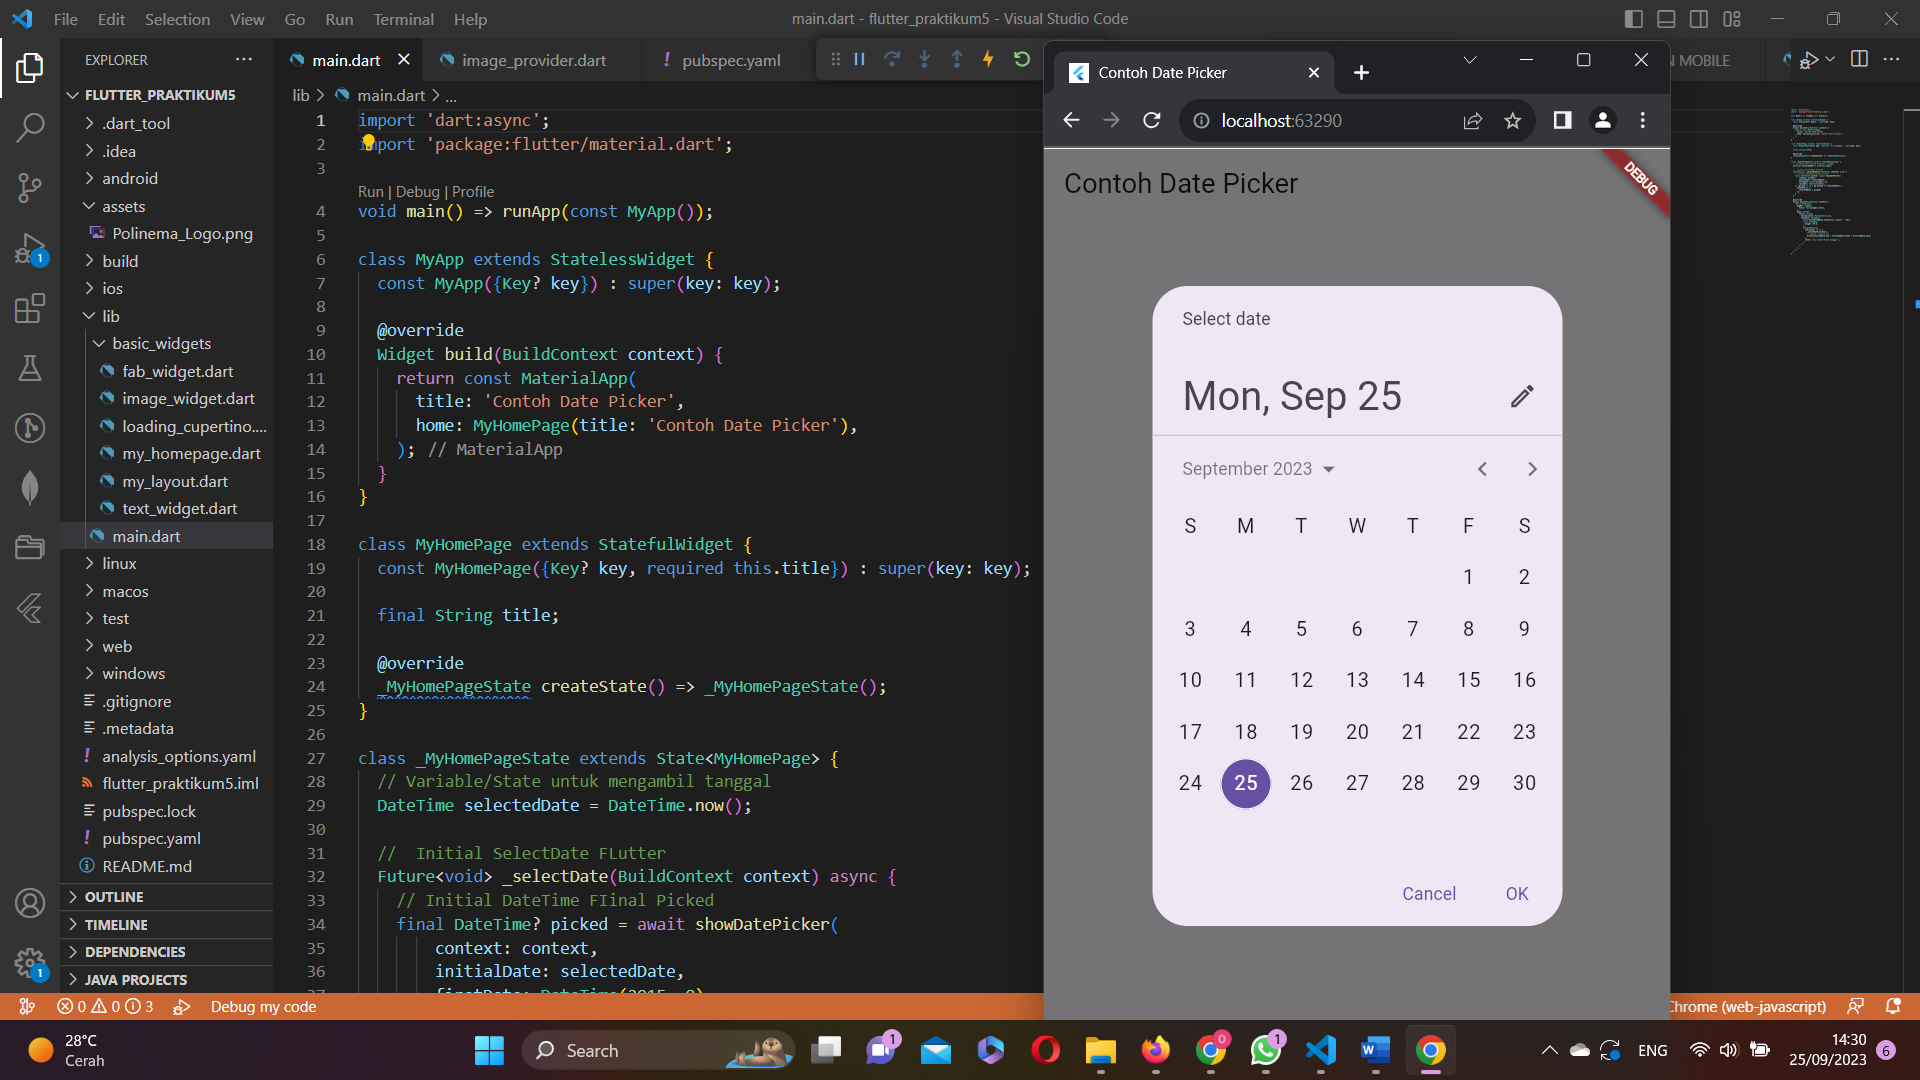 File Edit Selection View Go Run Terminal Help
main.dart - flutter_praktikum5 - Visual Studio Code
EXPLORER
FLUTTER_PRAKTIKUM5
.dart_tool
.idea
android
assets
Polinema_Logo.png
build
ios
lib
basic_widgets
fab_widget.dart
image_widget.dart
loading_cupertino....
my_homepage.dart
my_layout.dart
text_widget.dart
main.dart
linux
macos
test
web
windows
.gitignore
.metadata
analysis_options.yaml
flutter_praktikum5.iml
pubspec.lock
pubspec.yaml
README.md
OUTLINE
TIMELINE
DEPENDENCIES
JAVA PROJECTS
main.dart image_provider.dart pubspec.yaml
N MOBILE
lib > main.dart > ...
1 import 'dart:async';
2 import 'package:flutter/material.dart';
3
Run | Debug | Profile
4 void main() => runApp(const MyApp());
5
6 class MyApp extends StatelessWidget {
7 const MyApp({Key? key}) : super(key: key);
8
9 @override
10 Widget build(BuildContext context) {
11 return const MaterialApp(
12 title: 'Contoh Date Picker',
13 home: MyHomePage(title: 'Contoh Date Picker'),
14 ); // MaterialApp
15 }
16 }
17
18 class MyHomePage extends StatefulWidget {
19 const MyHomePage({Key? key, required this.title}) : super(key: key);
20
21 final String title;
22
23 @override
24 _MyHomePageState createState() => _MyHomePageState();
25 }
26
27 class _MyHomePageState extends State<MyHomePage> {
28 // Variable/State untuk mengambil tanggal
29 DateTime selectedDate = DateTime.now();
30
31 //  Initial SelectDate FLutter
32 Future<void> _selectDate(BuildContext context) async {
33 // Initial DateTime FIinal Picked
34 final DateTime? picked = await showDatePicker(
35 context: context,
36 initialDate: selectedDate,
37 firstDate: DateTime(2015, 8),
Contoh Date Picker
localhost:63290
Contoh Date Picker
DEBUG
Select date
Mon, Sep 25
September 2023
S M T W T F S
1 2
3 4 5 6 7 8 9
10 11 12 13 14 15 16
17 18 19 20 21 22 23
24 25 26 27 28 29 30
Cancel OK
0 0 3 Debug my code
Chrome (web-javascript)
28°C
Cerah
Search
ENG
14:30
25/09/2023
6